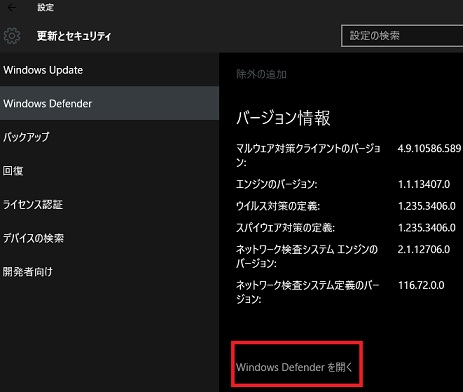 設定
更新とセキュリティ
設定の検索
Windows Update
Windows Defender
バックアップ
回復
ライセンス認証
デバイスの検索
開発者向け
除外の追加
バージョン情報
マルウェア対策クライアントのバージョ
ン:
4.9.10586.589
エンジンのバージョン:
1.1.13407.0
ウイルス対策の定義:
1.235.3406.0
スパイウェア対策の定義:
1.235.3406.0
ネットワーク検査システム エンジンの
バージョン:
2.1.12706.0
ネットワーク検査システム定義のバー
ジョン:
116.72.0.0
Windows Defender を開く